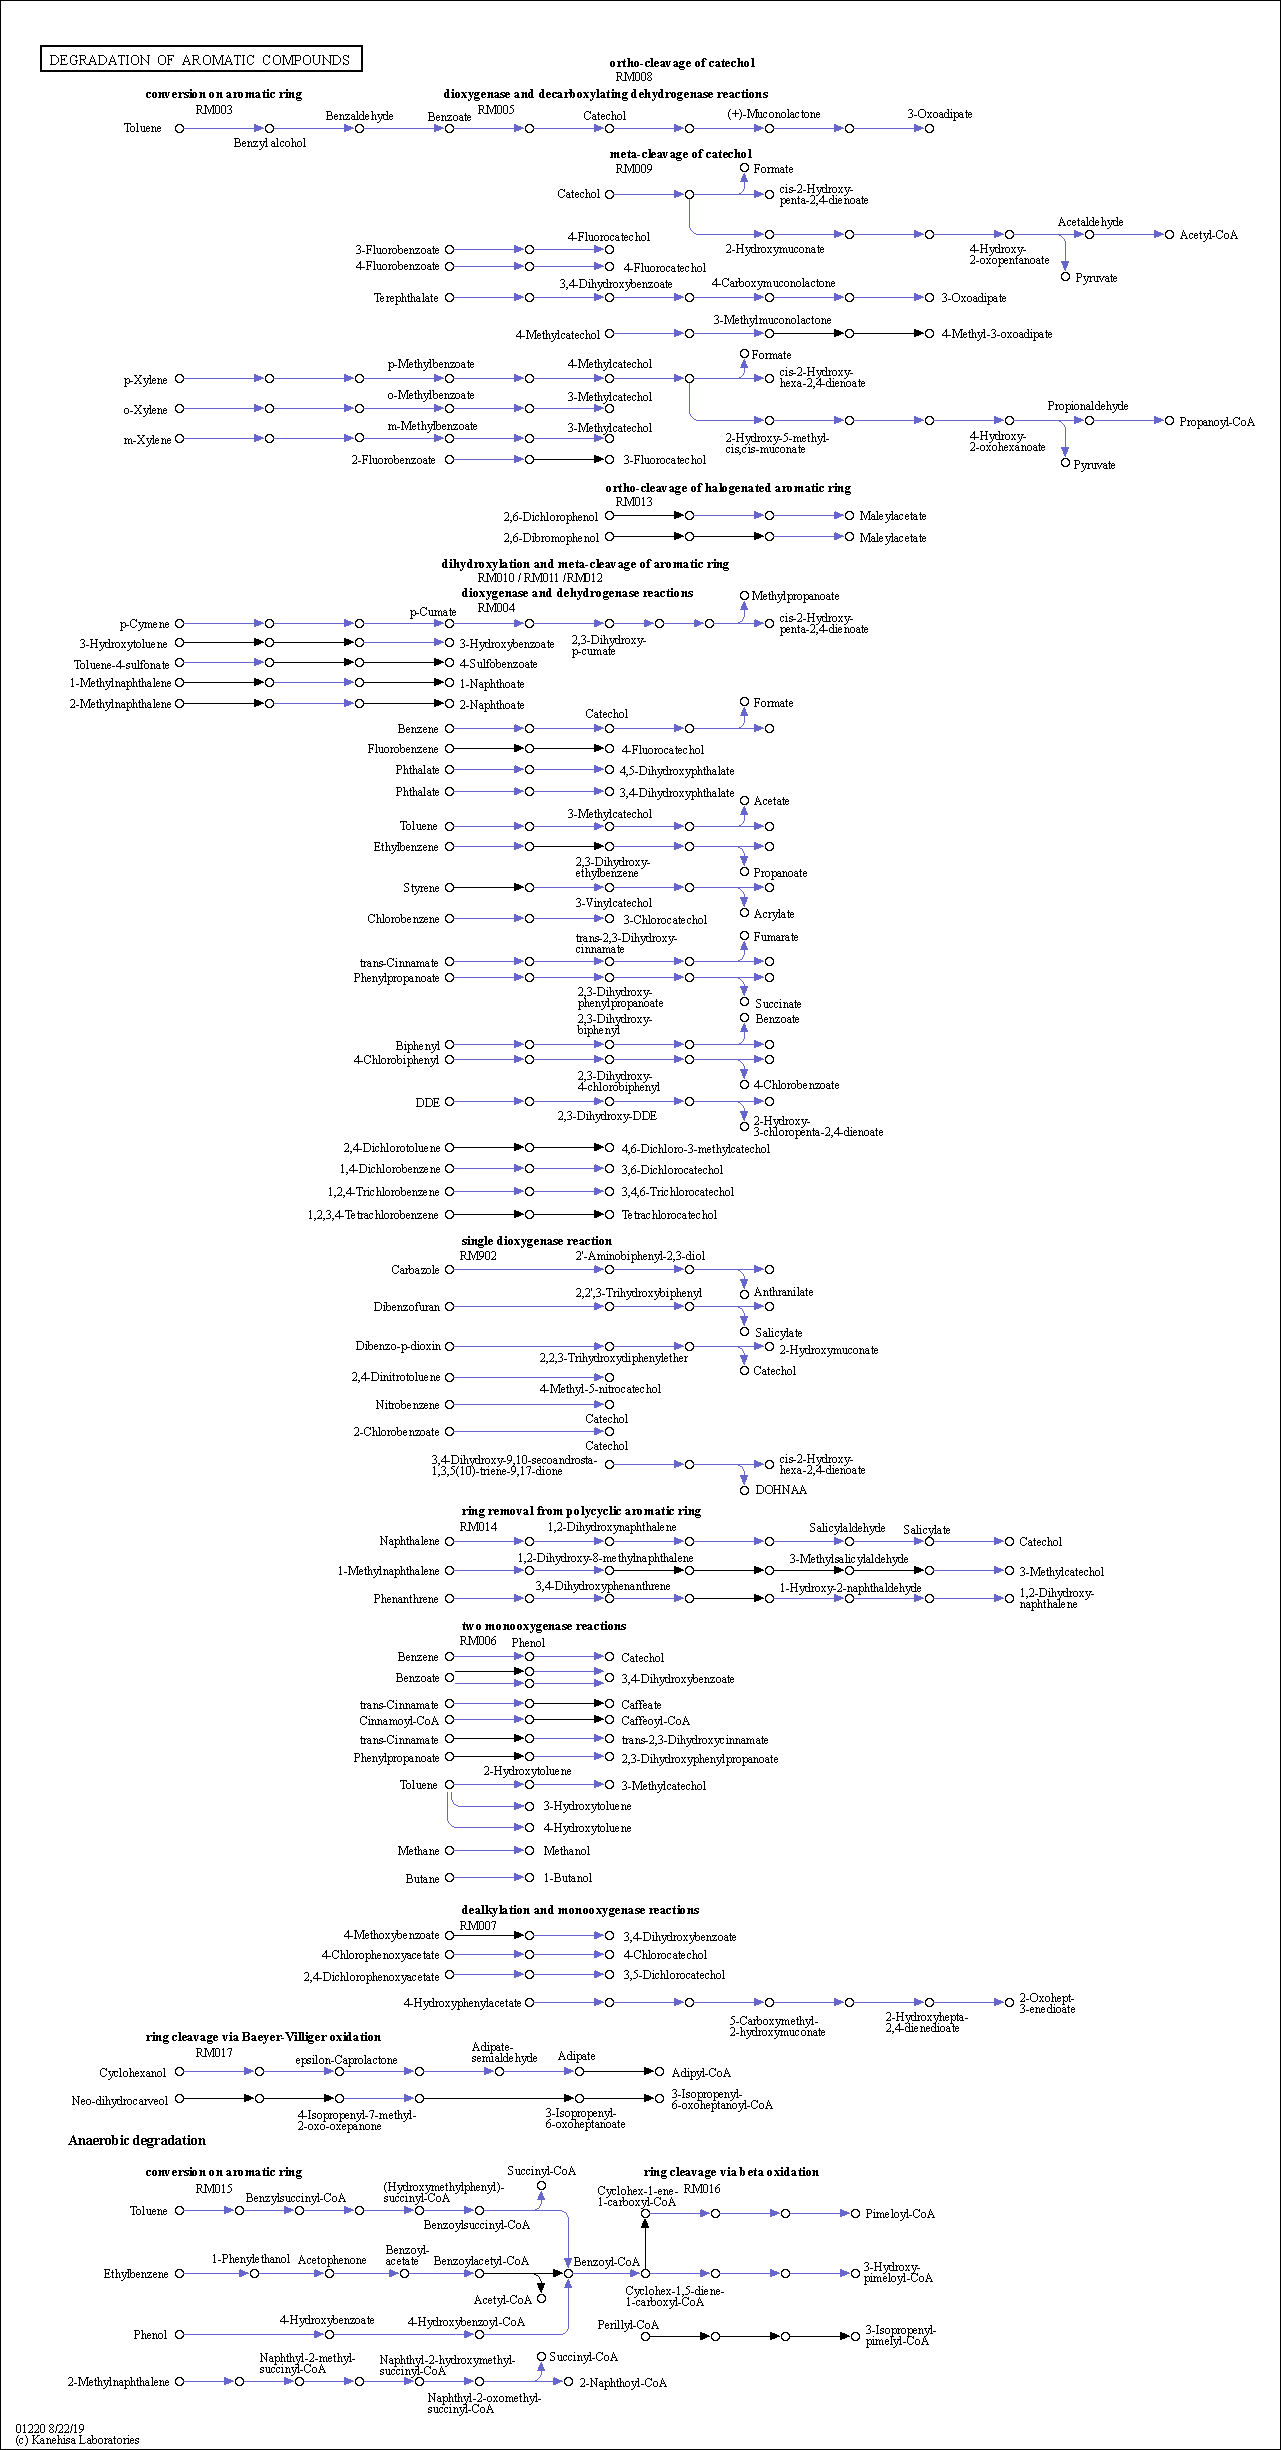 DEGRADATION OF AROMATIC COMPOUNDS
ortho-cleavage of catechol
RM008
conversion on aromatic ring
dioxygenase and decarboxylating dehydrogenase reactions
RM003
RM005
Toluene
Benzyl alcohol
Benzaldehyde
Benzoate
Catechol
(+)-Muconolactone
3-Oxoadipate
meta-cleavage of catechol
RM009
Formate
Catechol
cis-2-Hydroxy-
penta-2,4-dienoate
Acetaldehyde
2-Hydroxymuconate
4-Hydroxy-
2-oxopentanoate
Acetyl-CoA
Pyruvate
4-Fluorocatechol
3-Fluorobenzoate
4-Fluorobenzoate
4-Fluorocatechol
3,4-Dihydroxybenzoate
4-Carboxymuconolactone
Terephthalate
3-Oxoadipate
3-Methylmuconolactone
4-Methylcatechol
4-Methyl-3-oxoadipate
p-Methylbenzoate
4-Methylcatechol
Formate
p-Xylene
cis-2-Hydroxy-
hexa-2,4-dienoate
o-Methylbenzoate
3-Methylcatechol
o-Xylene
Propionaldehyde
Propanoyl-CoA
m-Methylbenzoate
3-Methylcatechol
m-Xylene
2-Hydroxy-5-methyl-
cis,cis-muconate
4-Hydroxy-
2-oxohexanoate
Pyruvate
2-Fluorobenzoate
3-Fluorocatechol
ortho-cleavage of halogenated aromatic ring
RM013
2,6-Dichlorophenol
Maleylacetate
2,6-Dibromophenol
Maleylacetate
dihydroxylation and meta-cleavage of aromatic ring
RM010 / RM011 /RM012
dioxygenase and dehydrogenase reactions
RM004
Methylpropanoate
p-Cymene
p-Cumate
2,3-Dihydroxy-
p-cumate
cis-2-Hydroxy-
penta-2,4-dienoate
3-Hydroxytoluene
3-Hydroxybenzoate
Toluene-4-sulfonate
4-Sulfobenzoate
1-Methylnaphthalene
1-Naphthoate
2-Methylnaphthalene
2-Naphthoate
Catechol
Formate
Benzene
Fluorobenzene
4-Fluorocatechol
Phthalate
4,5-Dihydroxyphthalate
Phthalate
3,4-Dihydroxyphthalate
Acetate
3-Methylcatechol
Toluene
Ethylbenzene
2,3-Dihydroxy-
ethylbenzene
Propanoate
Styrene
3-Vinylcatechol
Acrylate
Chlorobenzene
3-Chlorocatechol
trans-2,3-Dihydroxy-
cinnamate
Fumarate
trans-Cinnamate
Phenylpropanoate
2,3-Dihydroxy-
phenylpropanoate
Succinate
2,3-Dihydroxy-
biphenyl
Benzoate
Biphenyl
4-Chlorobiphenyl
2,3-Dihydroxy-
4-chlorobiphenyl
4-Chlorobenzoate
DDE
2,3-Dihydroxy-DDE
2-Hydroxy-
3-chloropenta-2,4-dienoate
2,4-Dichlorotoluene
4,6-Dichloro-3-methylcatechol
1,4-Dichlorobenzene
3,6-Dichlorocatechol
1,2,4-Trichlorobenzene
3,4,6-Trichlorocatechol
1,2,3,4-Tetrachlorobenzene
Tetrachlorocatechol
single dioxygenase reaction
RM902
2'-Aminobiphenyl-2,3-diol
Carbazole
Anthranilate
2,2',3-Trihydroxybiphenyl
Dibenzofuran
Salicylate
Dibenzo-p-dioxin
2-Hydroxymuconate
2,2,3-Trihydroxydiphenylether
Catechol
2,4-Dinitrotoluene
4-Methyl-5-nitrocatechol
Nitrobenzene
Catechol
2-Chlorobenzoate
Catechol
3,4-Dihydroxy-9,10-secoandrosta-
1,3,5(10)-triene-9,17-dione
cis-2-Hydroxy-
hexa-2,4-dienoate
DOHNAA
ring removal from polycyclic aromatic ring
RM014
1,2-Dihydroxynaphthalene
Salicylaldehyde
Salicylate
Naphthalene
Catechol
1,2-Dihydroxy-8-methylnaphthalene
3-Methylsalicylaldehyde
1-Methylnaphthalene
3-Methylcatechol
3,4-Dihydroxyphenanthrene
1-Hydroxy-2-naphthaldehyde
Phenanthrene
1,2-Dihydroxy-
naphthalene
two monooxygenase reactions
RM006
Phenol
Benzene
Catechol
Benzoate
3,4-Dihydroxybenzoate
trans-Cinnamate
Caffeate
Cinnamoyl-CoA
Caffeoyl-CoA
trans-Cinnamate
trans-2,3-Dihydroxycinnamate
Phenylpropanoate
2,3-Dihydroxyphenylpropanoate
2-Hydroxytoluene
Toluene
3-Methylcatechol
3-Hydroxytoluene
4-Hydroxytoluene
Methane
Methanol
Butane
1-Butanol
dealkylation and monooxygenase reactions
RM007
4-Methoxybenzoate
3,4-Dihydroxybenzoate
4-Chlorophenoxyacetate
4-Chlorocatechol
2,4-Dichlorophenoxyacetate
3,5-Dichlorocatechol
4-Hydroxyphenylacetate
5-Carboxymethyl-
2-hydroxymuconate
2-Hydroxyhepta-
2,4-dienedioate
2-Oxohept-
3-enedioate
ring cleavage via Baeyer-Villiger oxidation
RM017
epsilon-Caprolactone
Adipate-
semialdehyde
Adipate
Cyclohexanol
Adipyl-CoA
Neo-dihydrocarveol
4-Isopropenyl-7-methyl-
2-oxo-oxepanone
3-Isopropenyl-
6-oxoheptanoate
3-Isopropenyl-
6-oxoheptanoyl-CoA
Anaerobic degradation
conversion on aromatic ring
RM015
Succinyl-CoA
ring cleavage via beta oxidation
RM016
Toluene
Benzylsuccinyl-CoA
(Hydroxymethylphenyl)-
succinyl-CoA
Benzoylsuccinyl-CoA
Cyclohex-1-ene-
1-carboxyl-CoA
Pimeloyl-CoA
Ethylbenzene
1-Phenylethanol
Acetophenone
Benzoyl-
acetate
Benzoylacetyl-CoA
Benzoyl-CoA
Acetyl-CoA
Cyclohex-1,5-diene-
1-carboxyl-CoA
3-Hydroxy-
pimeloyl-CoA
Phenol
4-Hydroxybenzoate
4-Hydroxybenzoyl-CoA
Perillyl-CoA
3-Isopropenyl-
pimelyl-CoA
2-Methylnaphthalene
Naphthyl-2-methyl-
succinyl-CoA
Naphthyl-2-hydroxymethyl-
succinyl-CoA
Succinyl-CoA
Naphthyl-2-oxomethyl-
succinyl-CoA
2-Naphthoyl-CoA
01220 8/22/19
(c) Kanehisa Laboratories